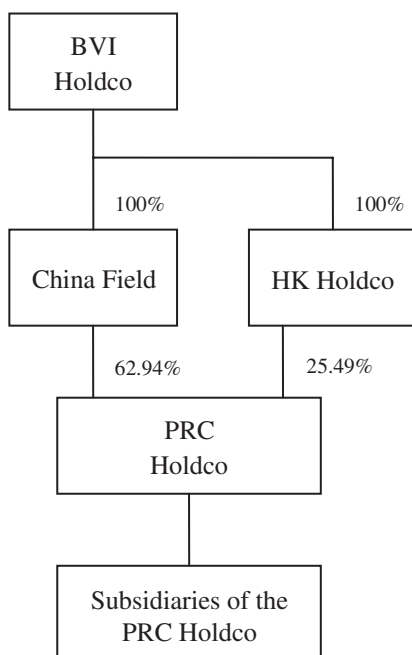 BVI
Holdco
100%
100%
China Field
HK Holdco
62.94%
25.49%
PRC
Holdco
Subsidiaries of the
PRC Holdco